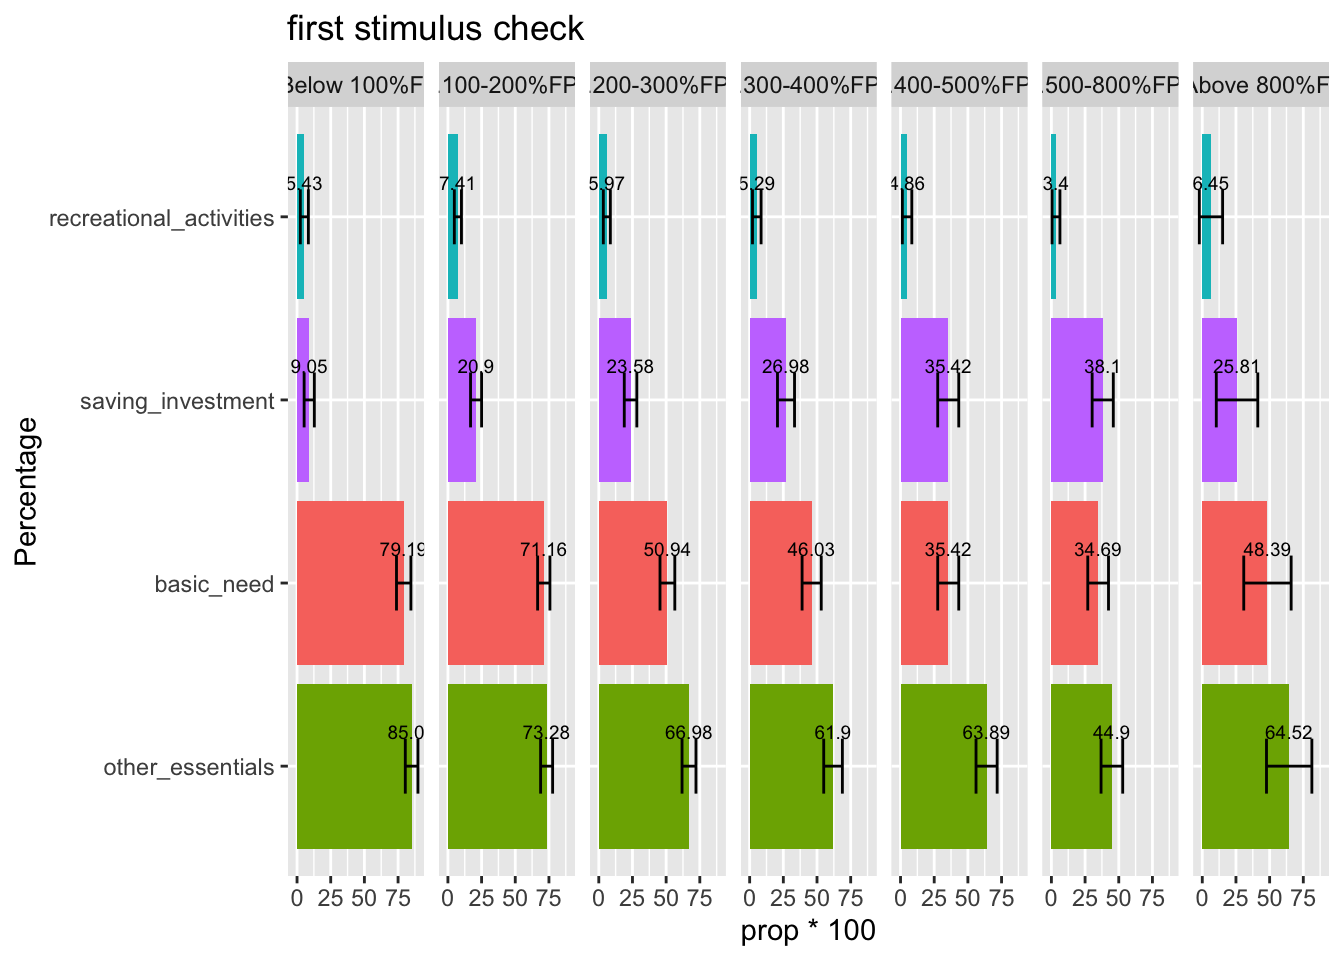 first stimulus check
Below 100%F .100-200%FP .200-300%FP .300-400%FP .400-500%FP .500-800%FP Above 800%F
5.43 7.41 5.97 5.29 4.86 3.4 6.45
recreational_activities
9.05 20.9 23.58 26.98 35.42 38.1 25.81
saving_investment
Percentage
79.19 71.16 50.94 46.03 35.42 34.69 48.39
basic_need
85.0 73.28 66.98 61.9 63.89 44.9 64.52
other_essentials
0 25 50 75 0 25 50 75 0 25 50 75 0 25 50 75 0 25 50 75 0 25 50 75 0 25 50 75
prop * 100